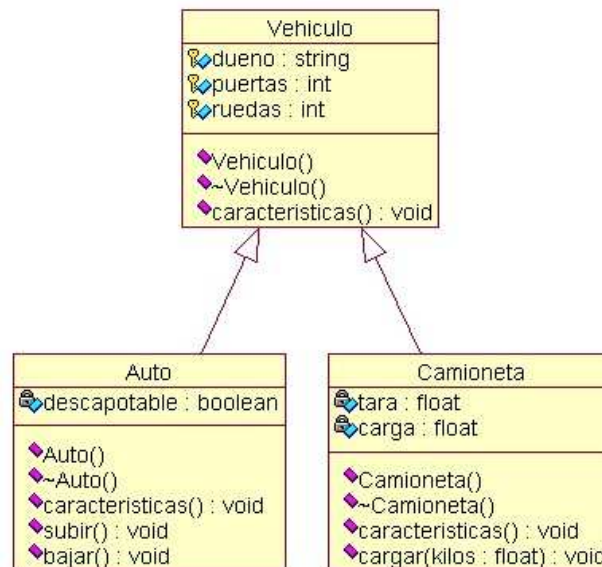 Vehiculo
dueno : string
puertas : int
ruedas : int
Vehiculo()
~Vehiculo()
caracteristicas() : void
Auto
descapotable : boolean
Auto()
~Auto()
caracteristicas() : void
subir() : void
bajar() : void
Camioneta
tara : float
carga : float
Camioneta()
~Camioneta()
caracteristicas() : void
cargar(kilos : float) : void